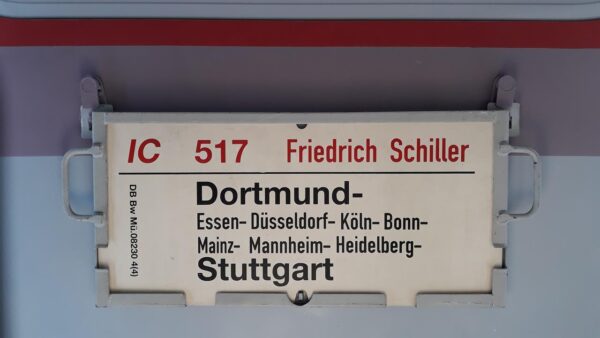 IC 517 Friedrich Schiller
Dortmund-
Essen- Düsseldorf- Köln- Bonn-
Mainz- Mannheim- Heidelberg-
Stuttgart
DB Bw Mü.08230 4(4)